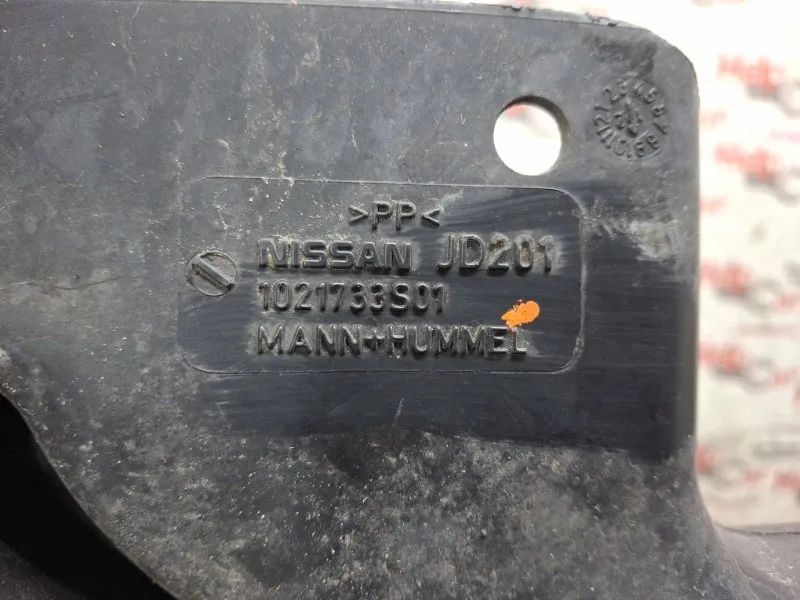 >PP<
NISSAN JD201
1021733S01
MANN+HUMMEL